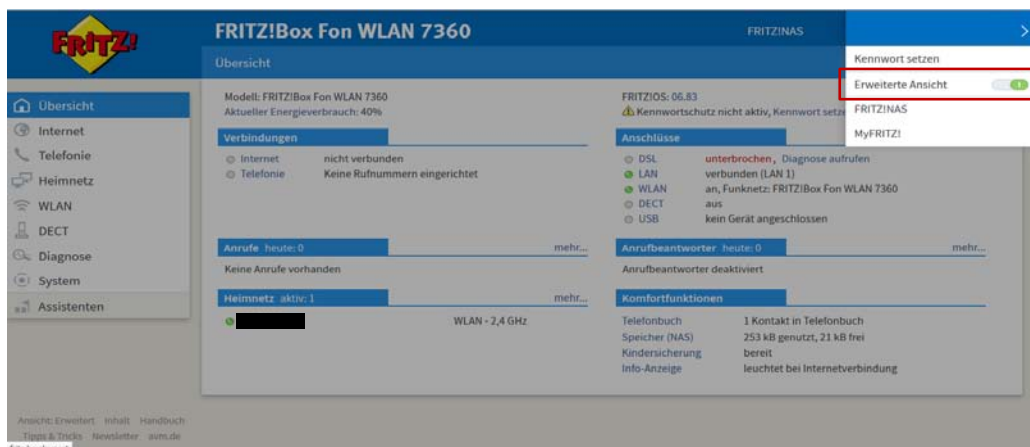 FRITZ!
FRITZ!Box Fon WLAN 7360
FRITZ!NAS
Übersicht
Kennwort setzen
Erweiterte Ansicht
FRITZ!NAS
MyFRITZ!
Übersicht
Internet
Telefonie
Heimnetz
WLAN
DECT
Diagnose
System
Assistenten
Modell: FRITZ!Box Fon WLAN 7360
Aktueller Energieverbrauch: 40%
FRITZ!OS: 06.83
Kennwortschutz nicht aktiv, Kennwort setze
Verbindungen
Internet nicht verbunden
Telefonie Keine Rufnummern eingerichtet
Anschlüsse
DSL unterbrochen, Diagnose aufrufen
LAN verbunden (LAN 1)
WLAN an, Funknetz: FRITZ!Box Fon WLAN 7360
DECT aus
USB kein Gerät angeschlossen
Anrufe heute: 0 mehr...
Keine Anrufe vorhanden
Anrufbeantworter heute: 0 mehr...
Anrufbeantworter deaktiviert
Heimnetz aktiv: 1 mehr...
WLAN - 2,4 GHz
Komfortfunktionen
Telefonbuch 1 Kontakt in Telefonbuch
Speicher (NAS) 253 kB genutzt, 21 kB frei
Kindersicherung bereit
Info-Anzeige leuchtet bei Internetverbindung
Ansicht: Erweitert Inhalt Handbuch
Tipps & Tricks Newsletter avm.de